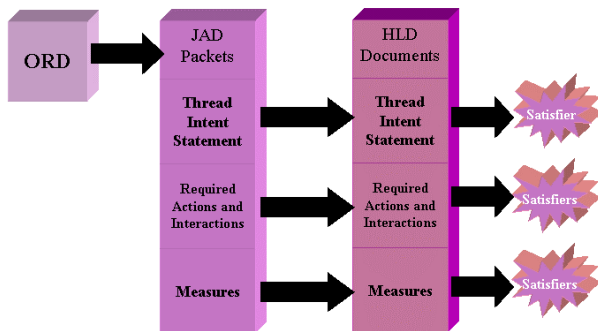 ORD
JAD
Packets
Thread
Intent
Statement
Required
Actions and
Interactions
Measures
HLD
Documents
Thread
Intent
Statement
Required
Actions and
Interactions
Measures
Satisfier
Satisfiers
Satisfiers